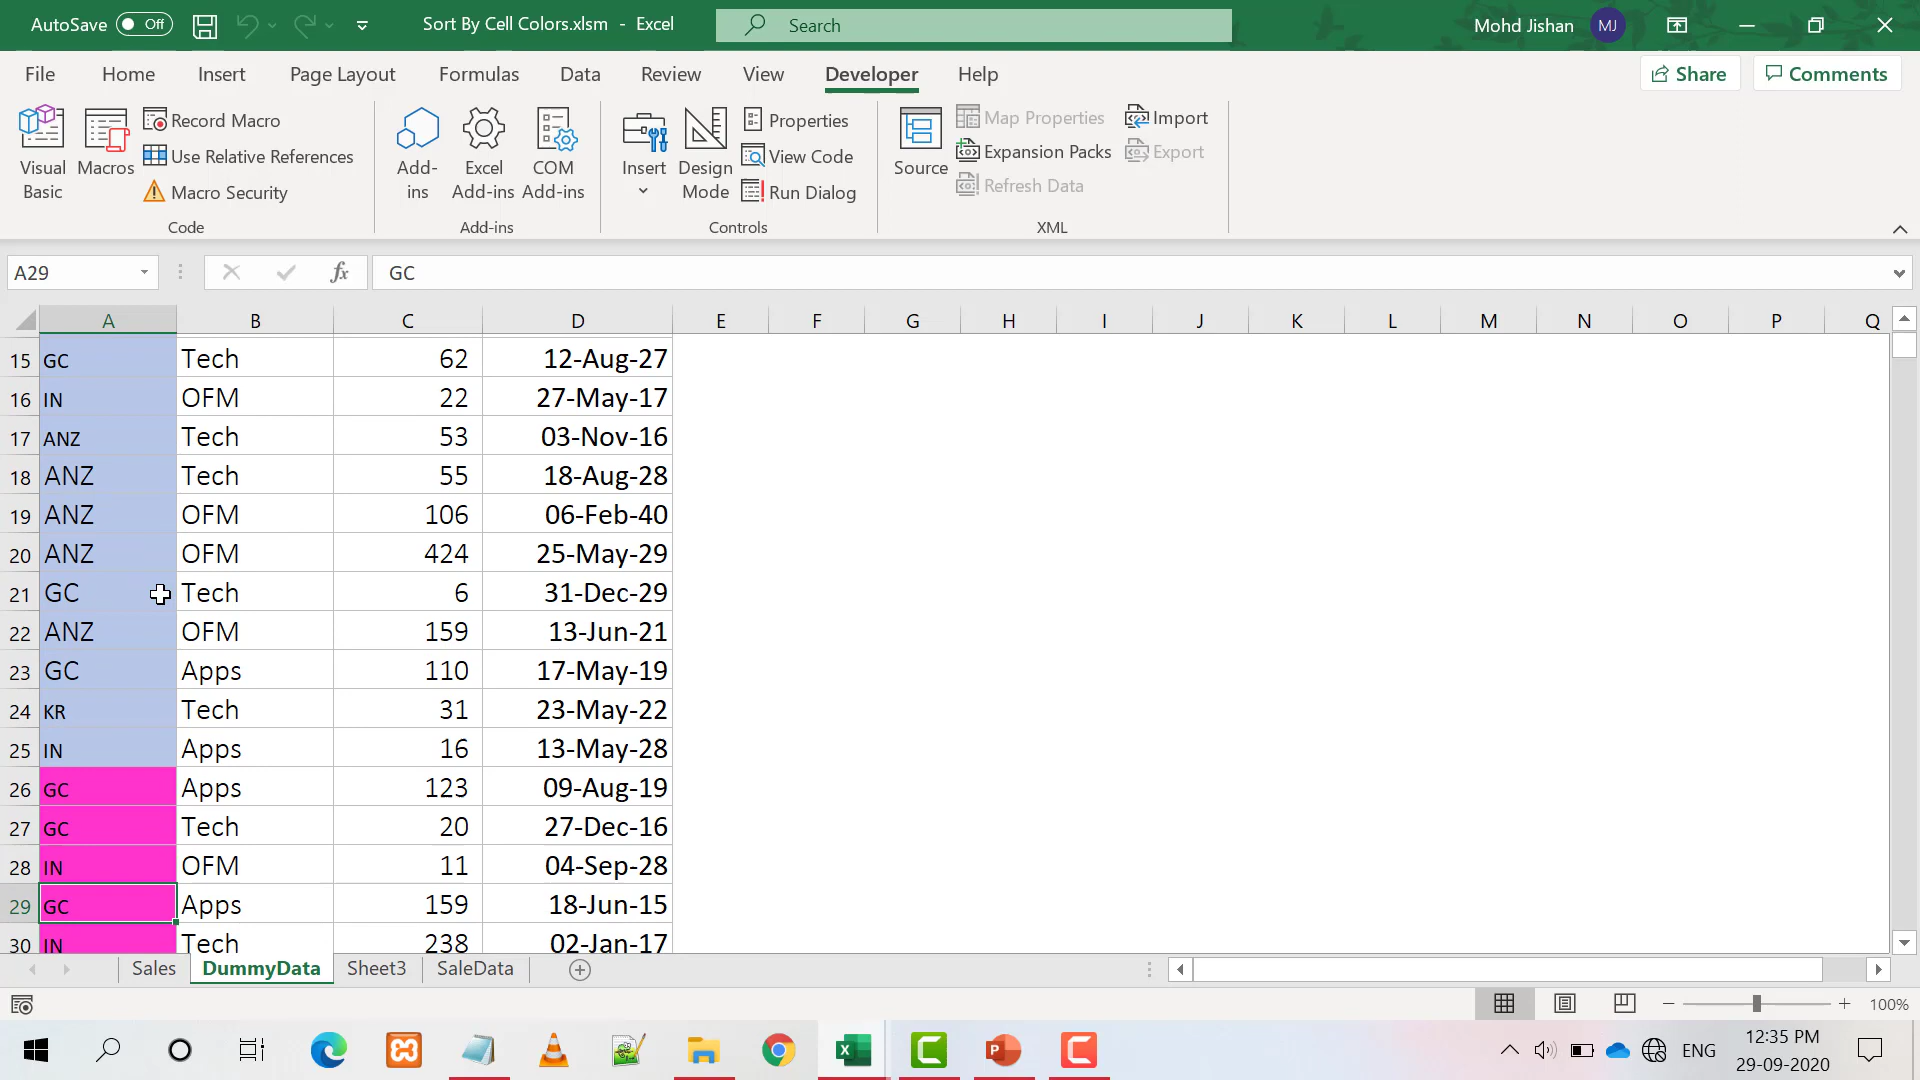 AutoSave Off Sort By Cell Colors.xlsm - Excel Search Mohd Jishan MJ
File Home Insert Page Layout Formulas Data Review View Developer Help Share Comments
Visual Basic
Macros
Record Macro
Use Relative References
Macro Security
Code
Add-ins
Excel Add-ins
COM Add-ins
Add-ins
Insert
Design Mode
Properties
View Code
Run Dialog
Controls
Source
Map Properties
Expansion Packs
Refresh Data
Import
Export
XML
A29 fx GC
A B C D E F G H I J K L M N O P Q
15 GC Tech 62 12-Aug-27
16 IN OFM 22 27-May-17
17 ANZ Tech 53 03-Nov-16
18 ANZ Tech 55 18-Aug-28
19 ANZ OFM 106 06-Feb-40
20 ANZ OFM 424 25-May-29
21 GC Tech 6 31-Dec-29
22 ANZ OFM 159 13-Jun-21
23 GC Apps 110 17-May-19
24 KR Tech 31 23-May-22
25 IN Apps 16 13-May-28
26 GC Apps 123 09-Aug-19
27 GC Tech 20 27-Dec-16
28 IN OFM 11 04-Sep-28
29 GC Apps 159 18-Jun-15
30 IN Tech 238 02-Jan-17
Sales DummyData Sheet3 SaleData
100%
ENG 12:35 PM
29-09-2020